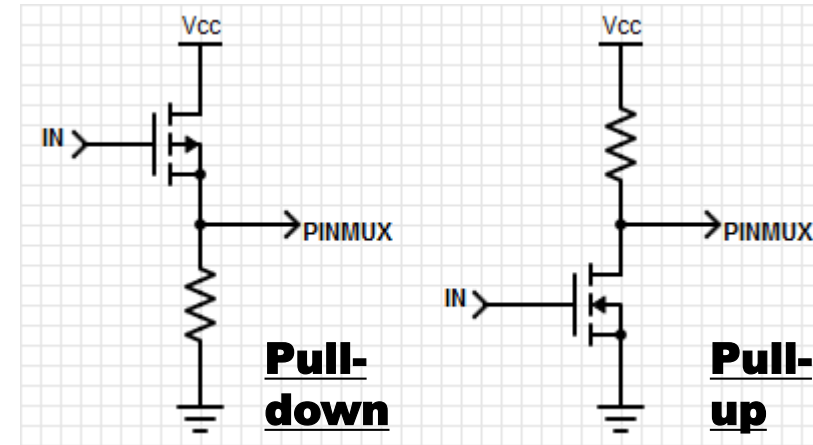 Vcc
IN
PINMUX
Pull-
down
Vcc
PINMUX
IN
Pull-
up